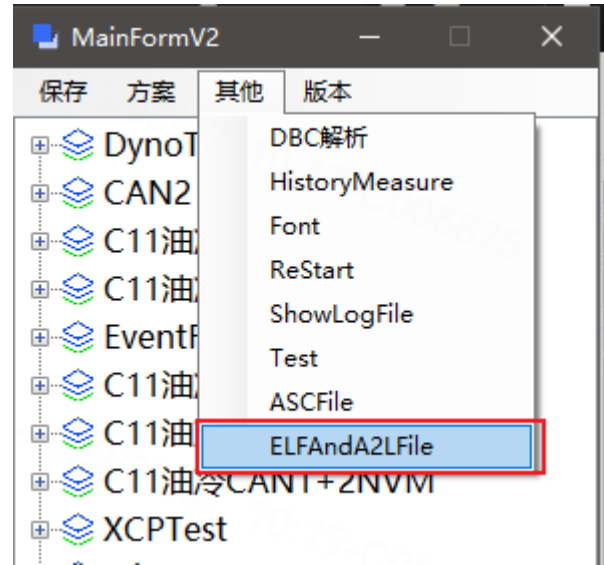 MainFormV2
保存 方案 其他 版本
DBC解析
HistoryMeasure
Font
ReStart
ShowLogFile
Test
ASCFile
ELFAndA2LFile
DynoT
CAN2
C11油
C11油
EventF
C11油
C11油
C11油冷CAN1+2NVM
XCPTest